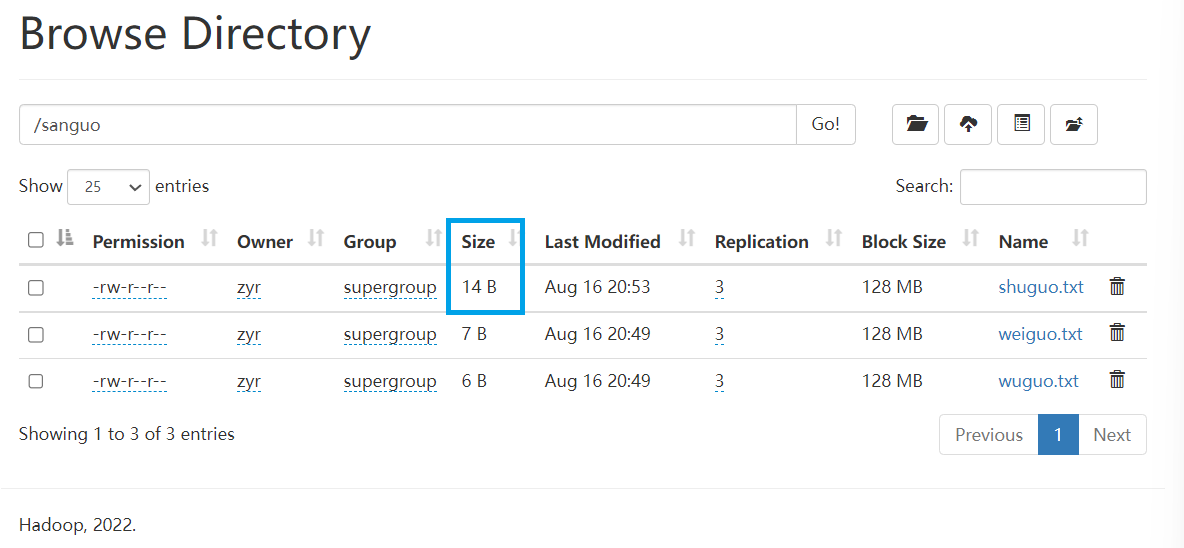 Browse Directory
/sanguo Go!
Show 25 entries Search:
Permission Owner Group Size Last Modified Replication Block Size Name
-rw-r--r-- zyr supergroup 14 B Aug 16 20:53 3 128 MB shuguo.txt
-rw-r--r-- zyr supergroup 7 B Aug 16 20:49 3 128 MB weiguo.txt
-rw-r--r-- zyr supergroup 6 B Aug 16 20:49 3 128 MB wuguo.txt
Showing 1 to 3 of 3 entries Previous 1 Next
Hadoop, 2022.